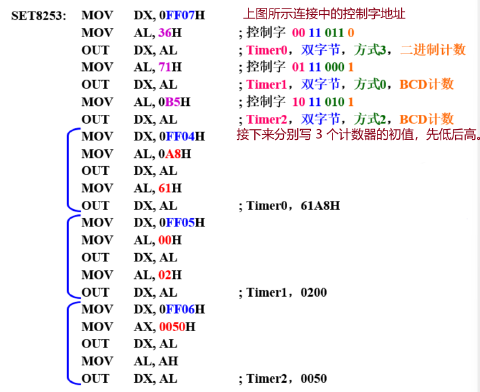 SET8253: MOV DX, 0FF07H 上图所示连接中的控制字地址
MOV AL, 36H ; 控制字 00 11 011 0
OUT DX, AL ; Timer0，双字节，方式3，二进制计数
MOV AL, 71H ; 控制字 01 11 000 1
OUT DX, AL ; Timer1，双字节，方式0，BCD计数
MOV AL, 0B5H ; 控制字 10 11 010 1
OUT DX, AL ; Timer2，双字节，方式2，BCD计数
MOV DX, 0FF04H 接下来分别写 3 个计数器的初值，先低后高。
MOV AL, 0A8H
OUT DX, AL
MOV AL, 61H
OUT DX, AL ; Timer0，61A8H
MOV DX, 0FF05H
MOV AL, 00H
OUT DX, AL
MOV AL, 02H
OUT DX, AL ; Timer1，0200
MOV DX, 0FF06H
MOV AX, 0050H
OUT DX, AL
MOV AL, AH
OUT DX, AL ; Timer2，0050